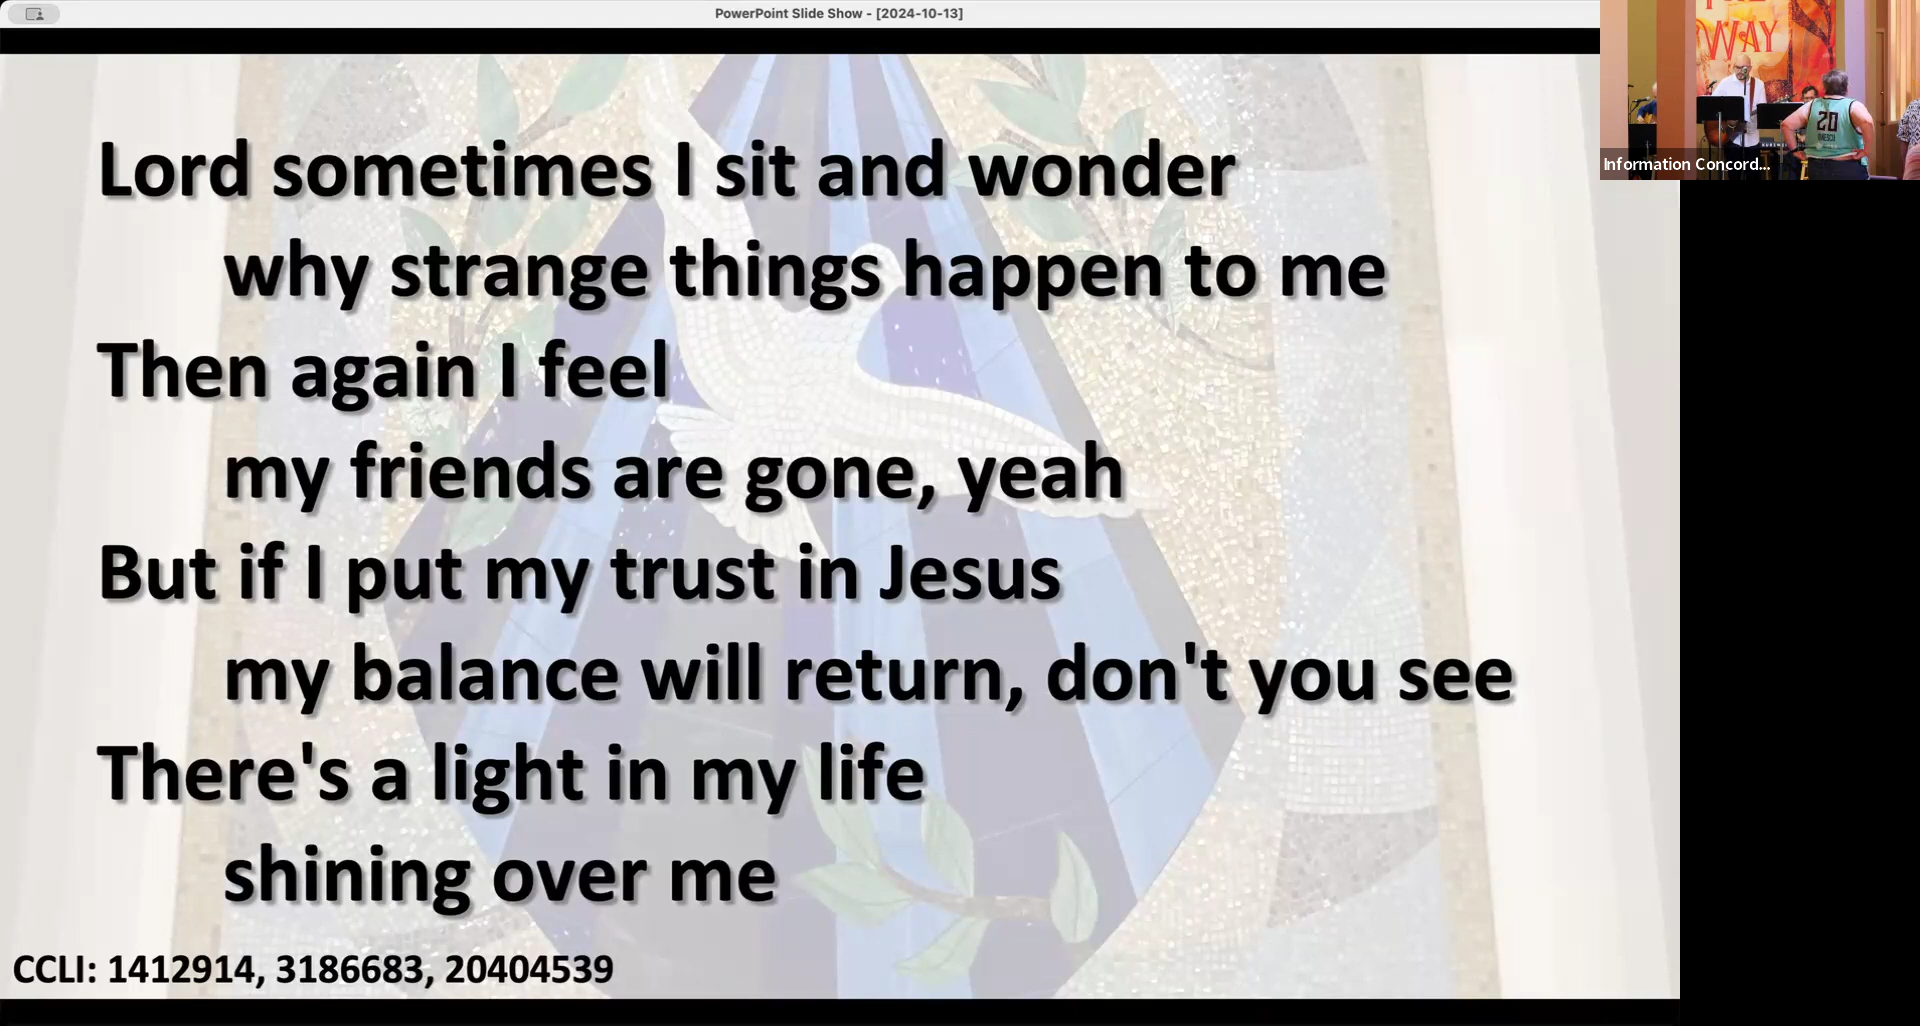 PowerPoint Slide Show - [2024-10-13]
WAY
20
Information Concord...
Lord sometimes I sit and wonder
why strange things happen to me
Then again I feel
my friends are gone, yeah
But if I put my trust in Jesus
my balance will return, don't you see
There's a light in my life
shining over me
CCLI: 1412914, 3186683, 20404539